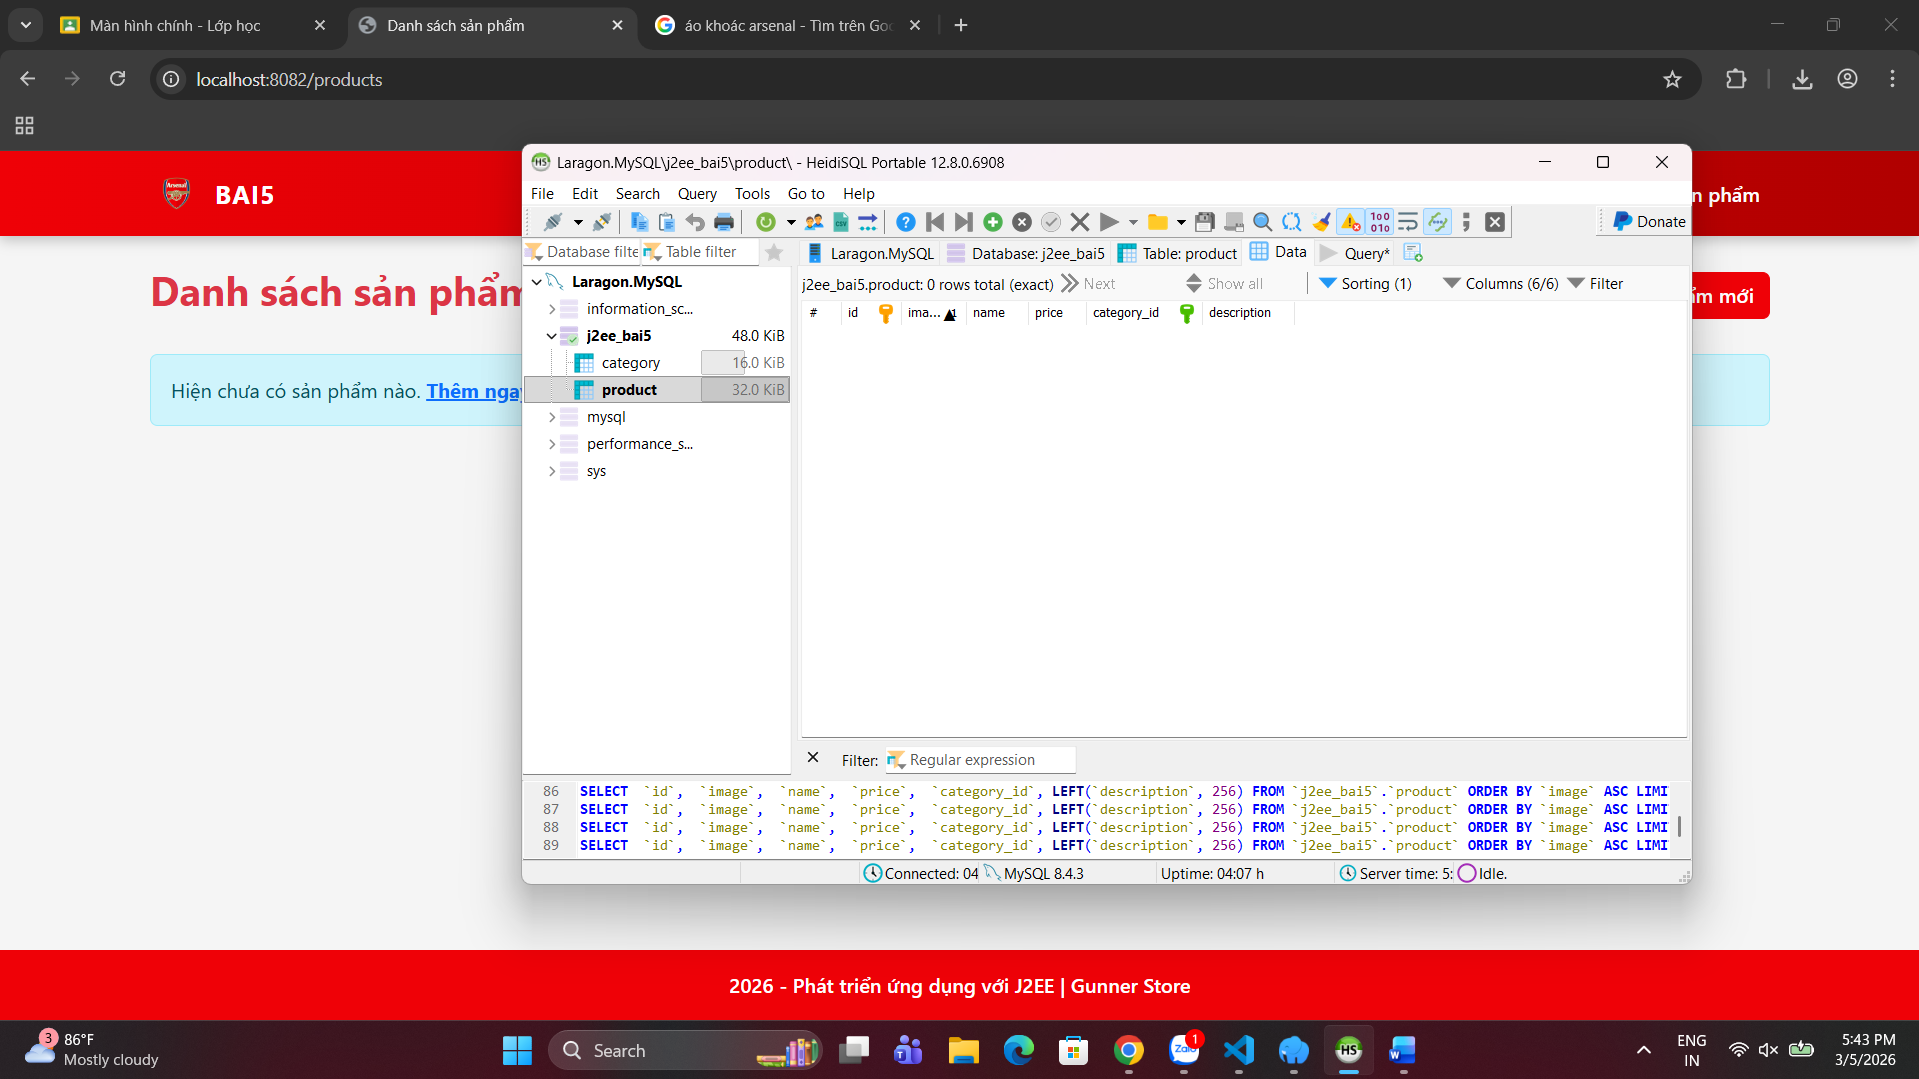 Màn hình chính - Lớp học
Danh sách sản phẩm
áo khoác arsenal - Tìm trên Goo
localhost:8082/products
Arsenal
BAI5
n phẩm
Danh sách sản phẩm
ẩm mới
Hiện chưa có sản phẩm nào. Thêm ngay
Laragon.MySQL\j2ee_bai5\product\ - HeidiSQL Portable 12.8.0.6908
File Edit Search Query Tools Go to Help
Donate
Database filte Table filter
Laragon.MySQL Database: j2ee_bai5 Table: product Data Query*
Laragon.MySQL
information_sc...
j2ee_bai5 48.0 KiB
category 16.0 KiB
product 32.0 KiB
mysql
performance_s...
sys
j2ee_bai5.product: 0 rows total (exact) Next Show all Sorting (1) Columns (6/6) Filter
# id ima... 1 name price category_id description
Filter: Regular expression
86 SELECT `id`, `image`, `name`, `price`, `category_id`, LEFT(`description`, 256) FROM `j2ee_bai5`.`product` ORDER BY `image` ASC LIMI
87 SELECT `id`, `image`, `name`, `price`, `category_id`, LEFT(`description`, 256) FROM `j2ee_bai5`.`product` ORDER BY `image` ASC LIMI
88 SELECT `id`, `image`, `name`, `price`, `category_id`, LEFT(`description`, 256) FROM `j2ee_bai5`.`product` ORDER BY `image` ASC LIMI
89 SELECT `id`, `image`, `name`, `price`, `category_id`, LEFT(`description`, 256) FROM `j2ee_bai5`.`product` ORDER BY `image` ASC LIMI
Connected: 04 MySQL 8.4.3 Uptime: 04:07 h Server time: 5: Idle.
2026 - Phát triển ứng dụng với J2EE | Gunner Store
3
86°F
Mostly cloudy
Search
Zalo
1
HS
ENG
IN
5:43 PM
3/5/2026